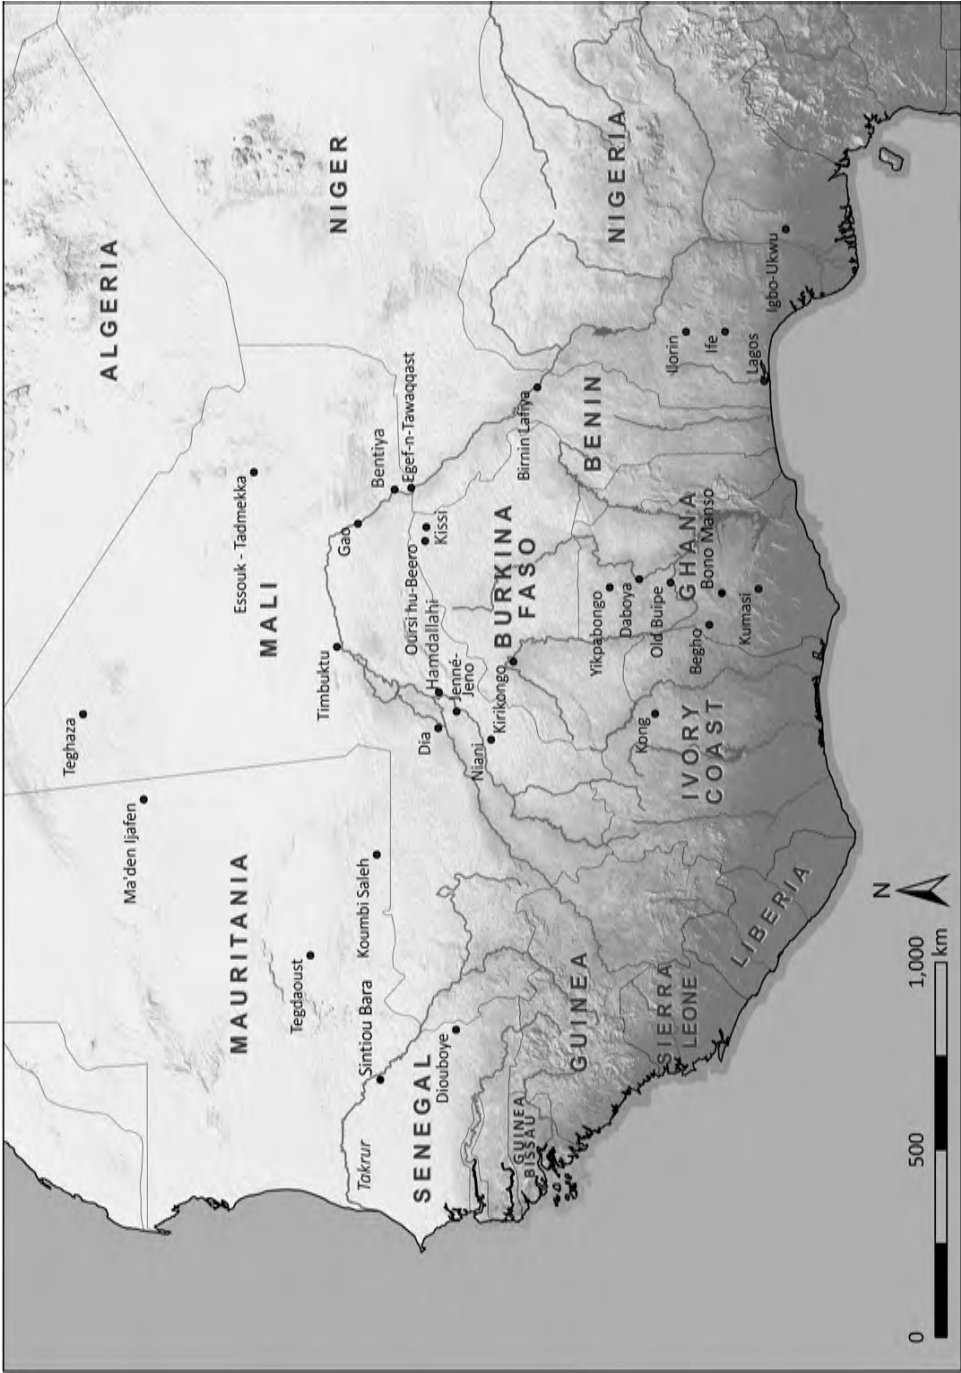 ALGERIA
Teghaza
Ma'den Ijafen
MAURITANIA
MALI
Essouk - Tadmekka
NIGER
Tegdaoust
Timbuktu
Gao
Bentiya
Egef-n-Tawaqqast
Takrur
Sintiou Bara
Koumbi Saleh
Oursi hu-Beero
Kissi
Hamdallahi
Dia
Jenné-
Jeno
SENEGAL
Diouboye
Niani
Kirikongo
BURKINA
FASO
Birnin Lafiya
GUINEA
BISSAU
GUINEA
BENIN
NIGERIA
Yikpabongo
Daboya
Old Buipe
GHANA
Kong
Begho
Bono Manso
Kumasi
IVORY
COAST
SIERRA
LEONE
LIBERIA
Ilorin
Ife
Lagos
Igbo-Ukwu
N
0
500
1,000
km